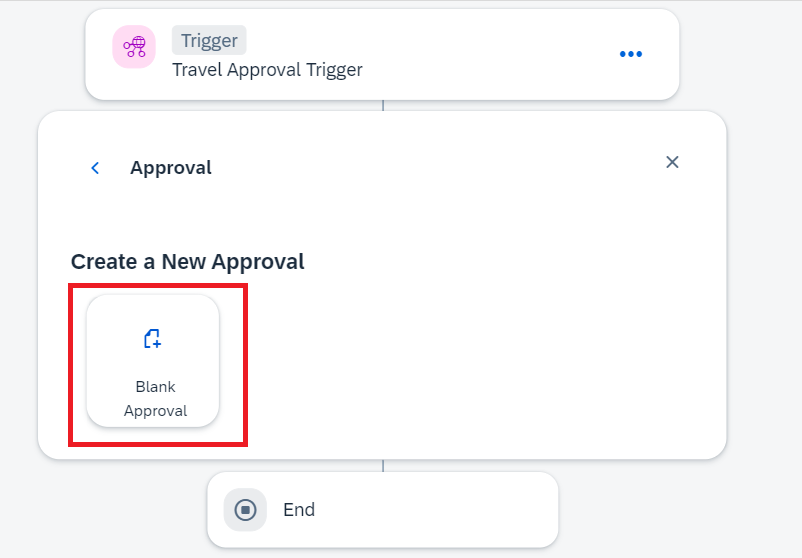 Trigger
Travel Approval Trigger
Approval
Create a New Approval
Blank
Approval
End